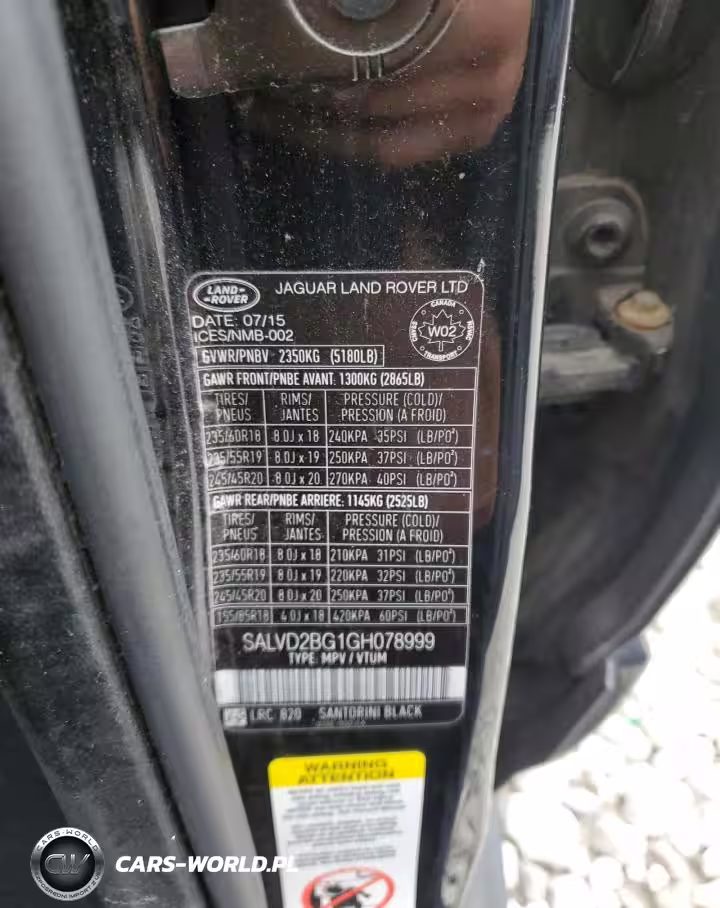 LAND-
-ROVER
JAGUAR LAND ROVER LTD
DATE: 07/15
ICES/NMB-002
CANADA
W02
TRANSPORT
GVWR/PNBV 2350KG (5180LB)
GAWR FRONT/PNBE AVANT: 1300KG (2865LB)
TIRES/ RIMS/ PRESSURE (COLD)/
PNEUS JANTES PRESSION (A FROID)
235/60R18 8.0J x 18 240KPA 35PSI (LB/PO²)
235/55R19 8.0J x 19 250KPA 37PSI (LB/PO²)
245/45R20 8.0J x 20 270KPA 40PSI (LB/PO²)
GAWR REAR/PNBE ARRIERE: 1145KG (2525LB)
TIRES/ RIMS/ PRESSURE (COLD)/
PNEUS JANTES PRESSION (A FROID)
235/60R18 8.0J x 18 210KPA 31PSI (LB/PO²)
235/55R19 8.0J x 19 220KPA 32PSI (LB/PO²)
245/45R20 8.0J x 20 250KPA 37PSI (LB/PO²)
155/85R18 4.0J x 18 420KPA 60PSI (LB/PO²)
SALVD2BG1GH078999
TYPE: MPV / VTUM
LRC 820 SANTORINI BLACK
WARNING
ATTENTION
CARS-WORLD
CW
CARS-WORLD.PL